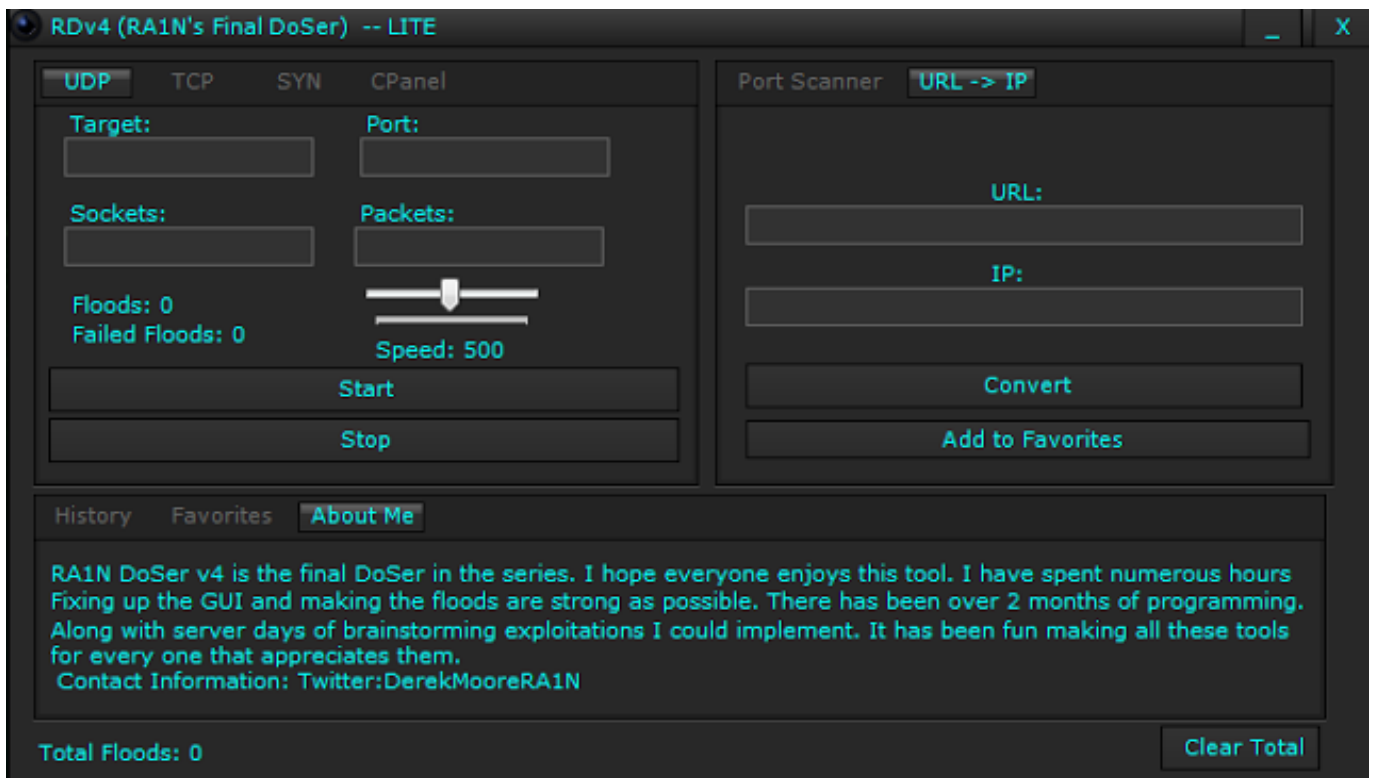 RDv4 (RA1N's Final DoSer) -- LITE
_ X
UDP TCP SYN CPanel
Target: Port:
Sockets: Packets:
Floods: 0
Failed Floods: 0
Speed: 500
Start
Stop
Port Scanner URL -> IP
URL:
IP:
Convert
Add to Favorites
History Favorites About Me
RA1N DoSer v4 is the final DoSer in the series. I hope everyone enjoys this tool. I have spent numerous hours
Fixing up the GUI and making the floods are strong as possible. There has been over 2 months of programming.
Along with server days of brainstorming exploitations I could implement. It has been fun making all these tools
for every one that appreciates them.
Contact Information: Twitter:DerekMooreRA1N
Total Floods: 0
Clear Total